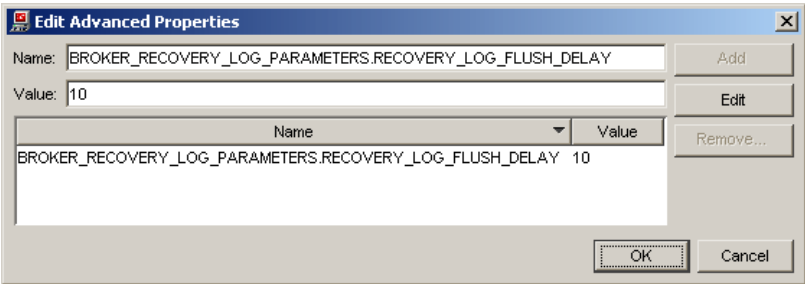 Edit Advanced Properties
Name: BROKER_RECOVERY_LOG_PARAMETERS.RECOVERY_LOG_FLUSH_DELAY Add
Value: 10 Edit
Name Value Remove...
BROKER_RECOVERY_LOG_PARAMETERS.RECOVERY_LOG_FLUSH_DELAY 10
OK Cancel